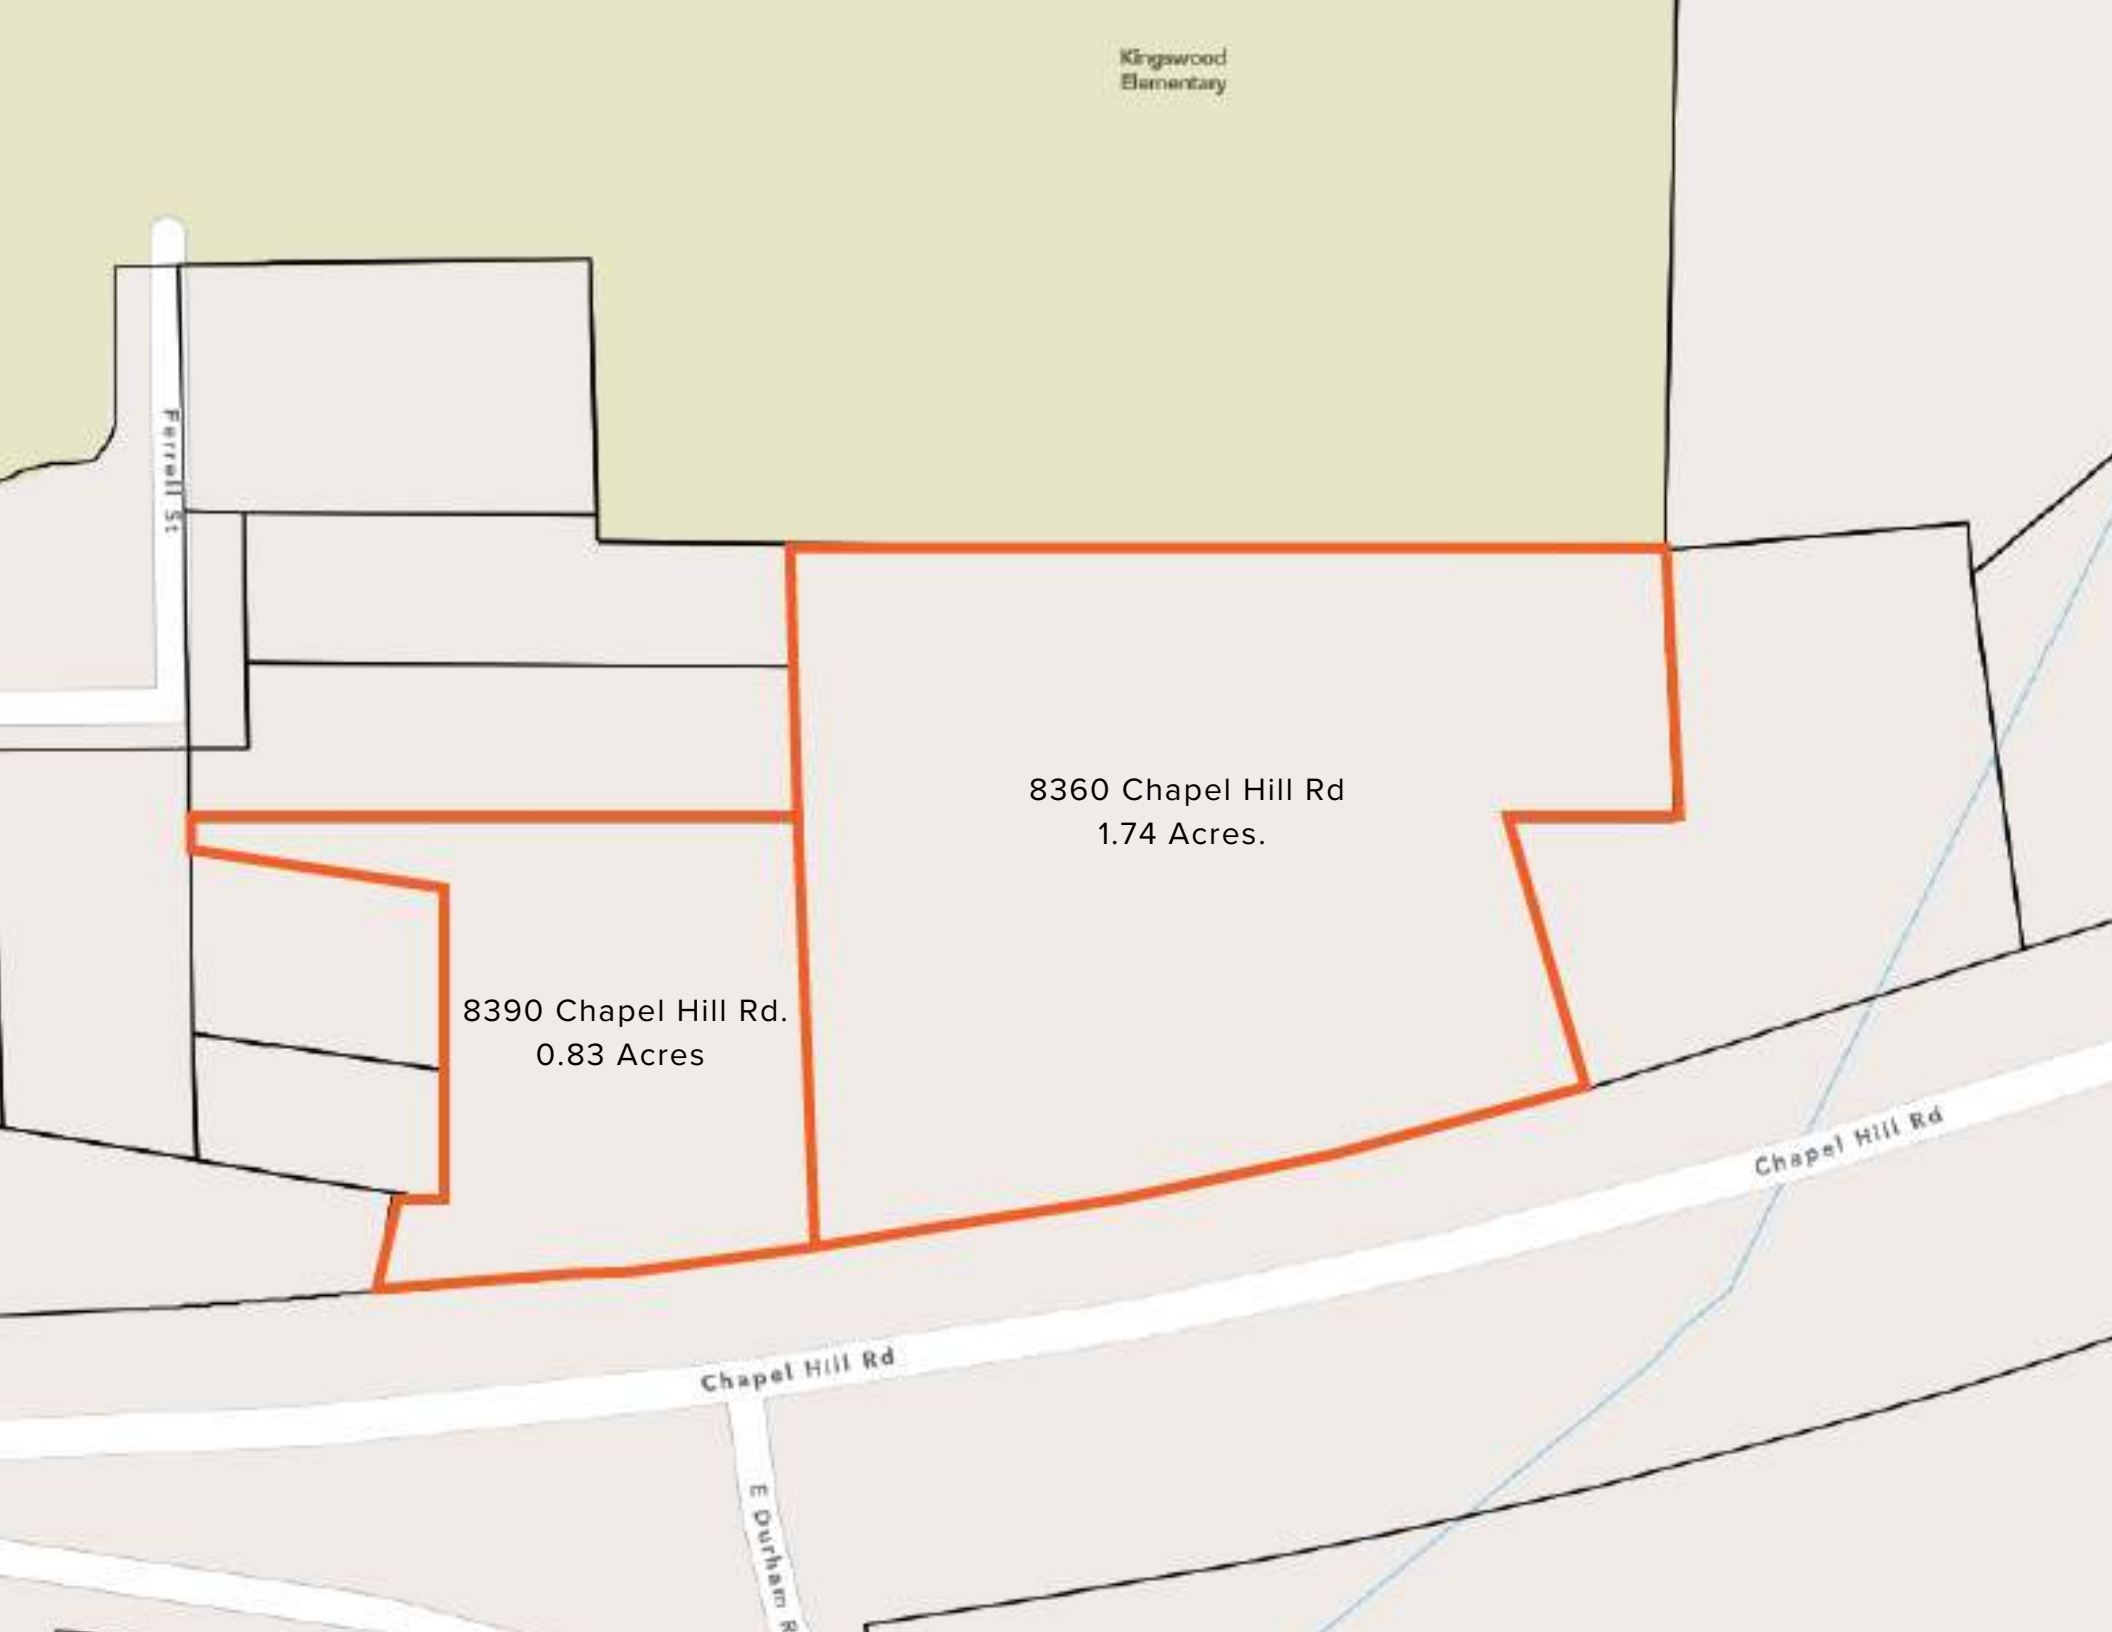 Kingswood
Elementary
Ferrell St
8360 Chapel Hill Rd
1.74 Acres.
8390 Chapel Hill Rd.
0.83 Acres
Chapel Hill Rd
Chapel Hill Rd
E Durham R